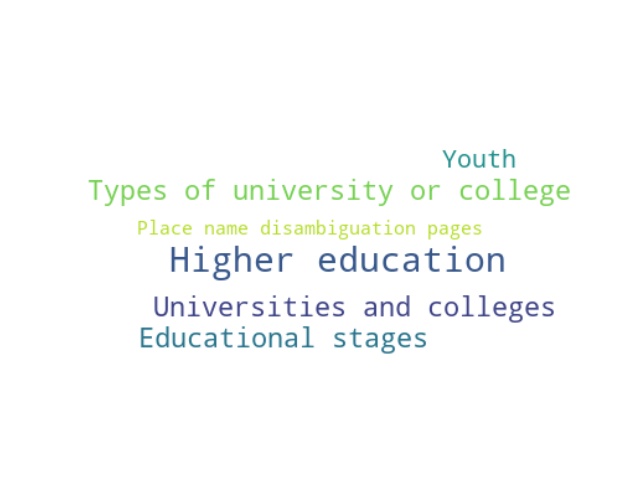 Youth
Types of university or college
Place name disambiguation pages
Higher education
Universities and colleges
Educational stages